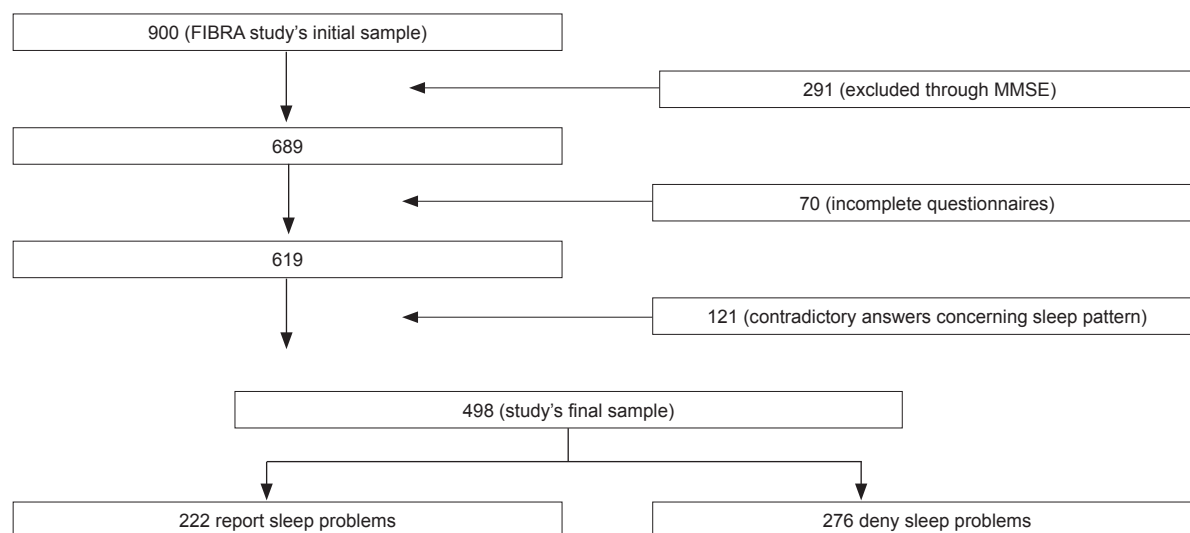 900 (FIBRA study's initial sample)
291 (excluded through MMSE)
689
70 (incomplete questionnaires)
619
121 (contradictory answers concerning sleep pattern)
498 (study's final sample)
222 report sleep problems
276 deny sleep problems